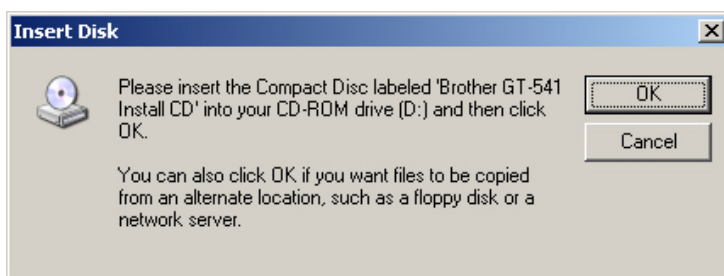 Insert Disk
Please insert the Compact Disc labeled 'Brother GT-541
Install CD' into your CD-ROM drive (D:) and then click
OK.
You can also click OK if you want files to be copied
from an alternate location, such as a floppy disk or a
network server.
OK
Cancel